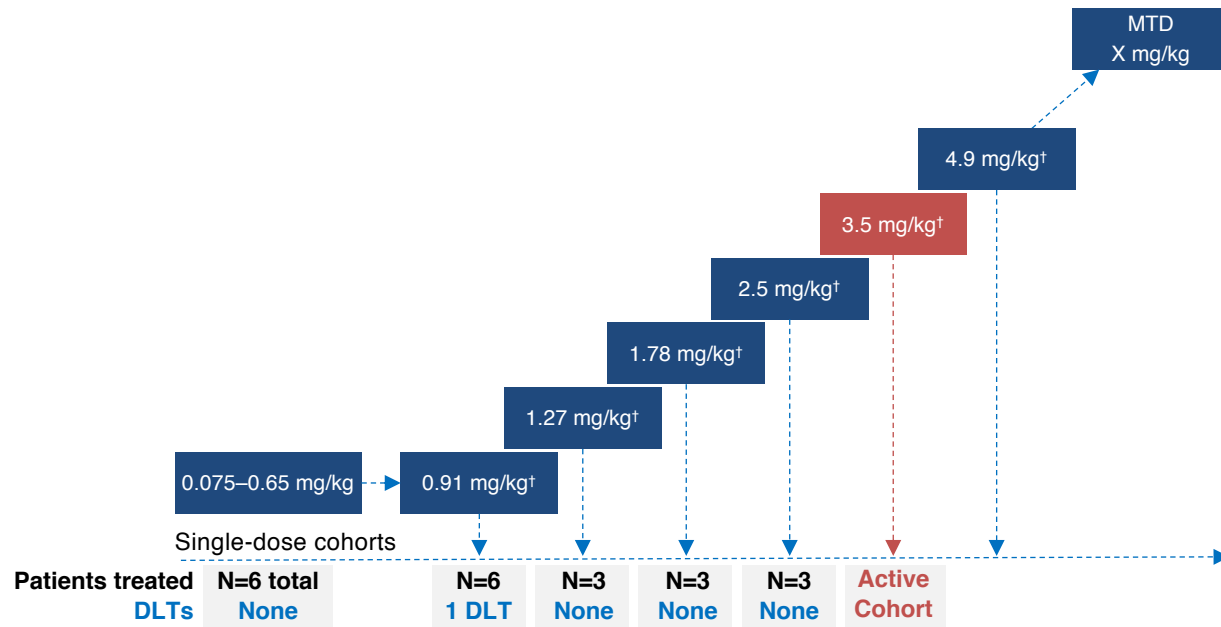 MTD
X mg/kg
4.9 mg/kg†
3.5 mg/kg†
2.5 mg/kg†
1.78 mg/kg†
1.27 mg/kg†
0.075–0.65 mg/kg
0.91 mg/kg†
Single-dose cohorts
Patients treated N=6 total N=6 N=3 N=3 N=3 Active
DLTs None 1 DLT None None None Cohort